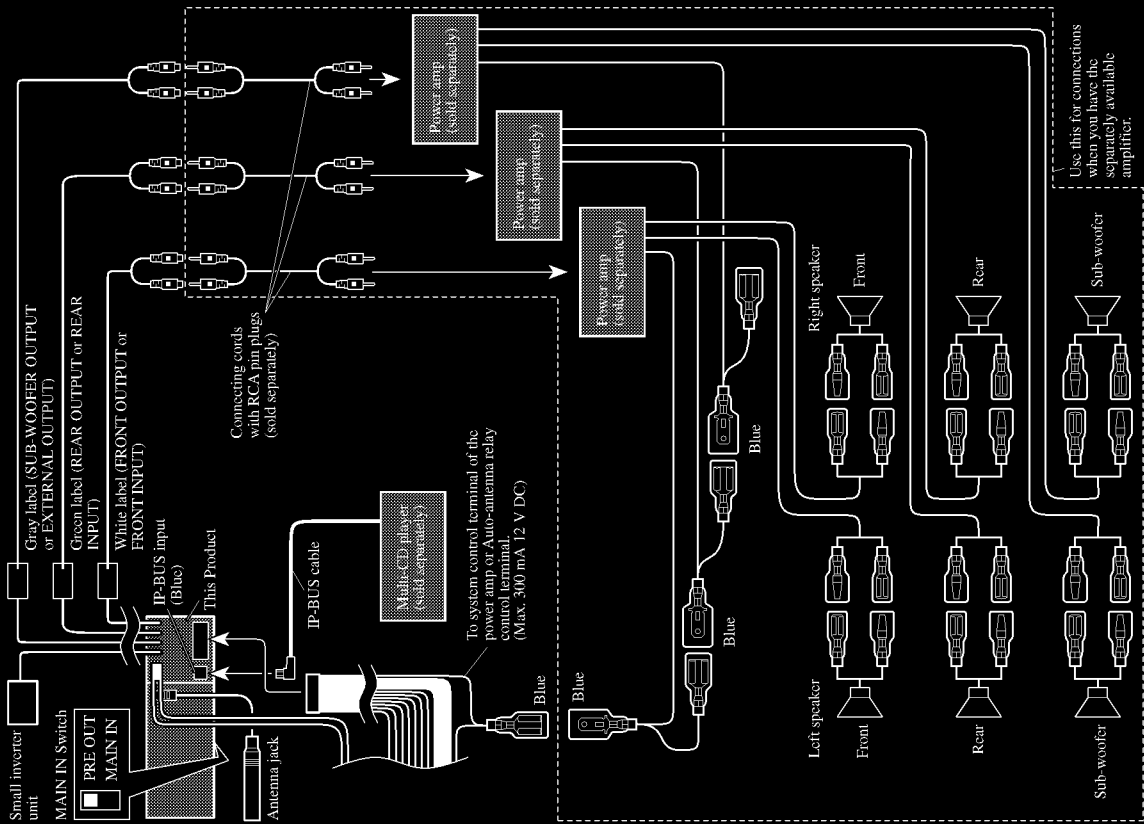 Small inverter
unit
MAIN IN Switch
PRE OUT
MAIN IN
Antenna jack
Gray label (SUB-WOOFER OUTPUT
or EXTERNAL OUTPUT)
Green label (REAR OUTPUT or REAR
INPUT)
White label (FRONT OUTPUT or
FRONT INPUT)
IP-BUS input
(Blue)
This Product
IP-BUS cable
Multi-CD player
(sold separately)
Connecting cords
with RCA pin plugs
(sold separately)
To system control terminal of the
power amp or Auto-antenna relay
control terminal.
(Max. 300 mA 12 V DC)
Power amp
(sold separately)
Power amp
(sold separately)
Power amp
(sold separately)
Blue
Blue
Blue
Blue
Left speaker
Front
Rear
Sub-woofer
Right speaker
Front
Rear
Sub-woofer
Use this for connections
when you have the
separately available
amplifier.